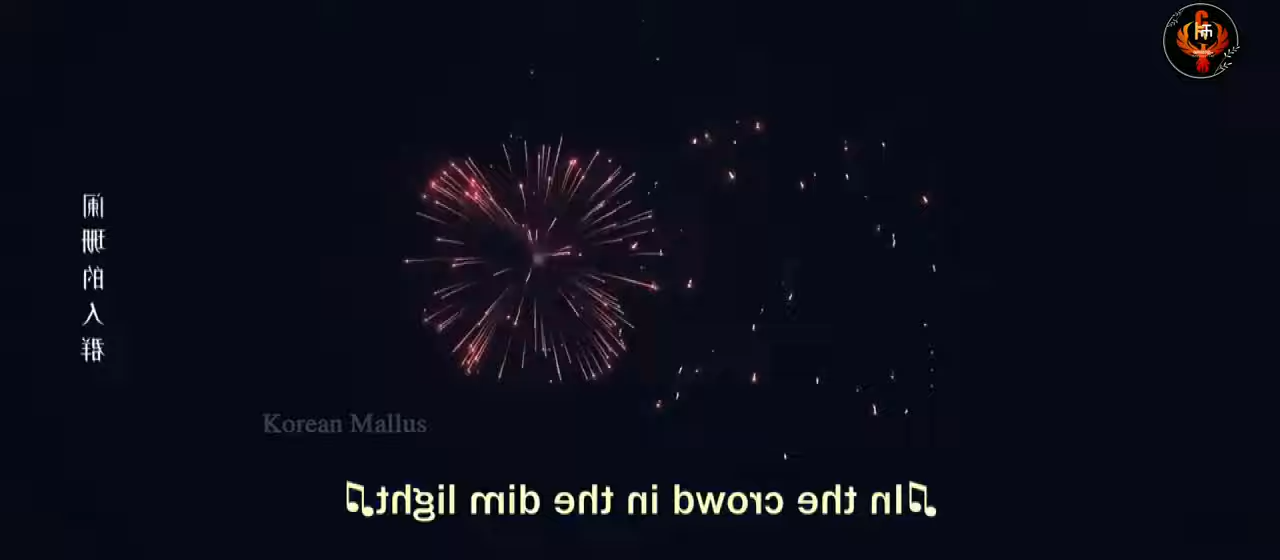 阑珊的人群
Korean Mallus
♫In the crowd in the dim light♫